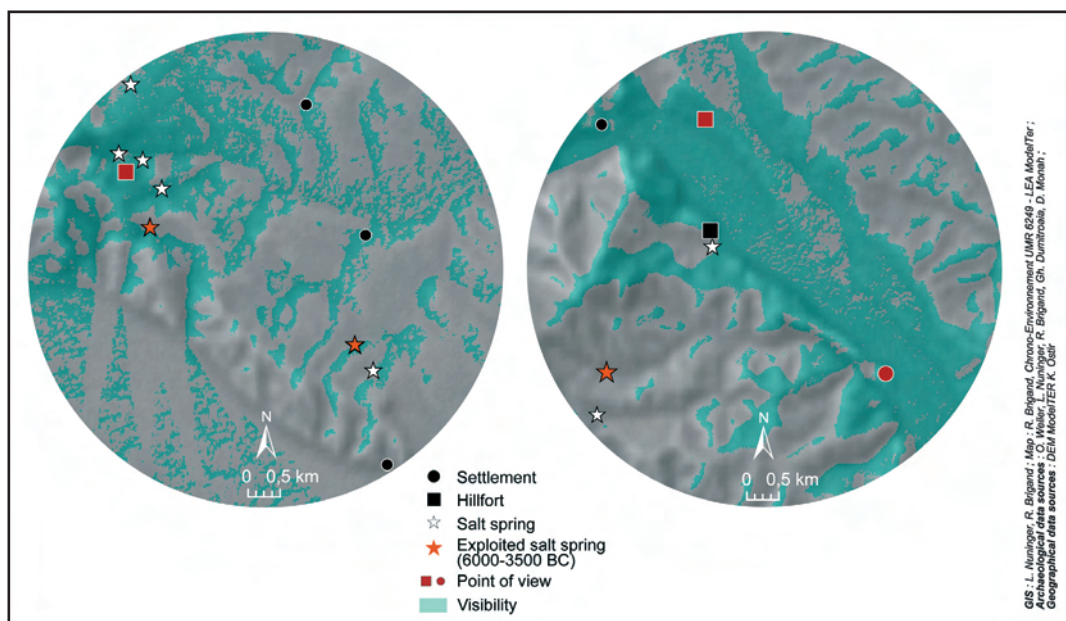 N
0 0,5 km
N
0 0,5 km
Settlement
Hillfort
Salt spring
Exploited salt spring
(6000-3500 BC)
Point of view
Visibility
GIS : L. Nuninger, R. Brigand ; Map : R. Brigand, Chrono-Environnement UMR 6249 - LEA ModelTer ;
Archaeological data sources : O. Weller, L. Nuninger, R. Brigand, Gh. Dumitroaia, D. Monah ;
Geographical data sources : DEM ModelTER K. Ostir